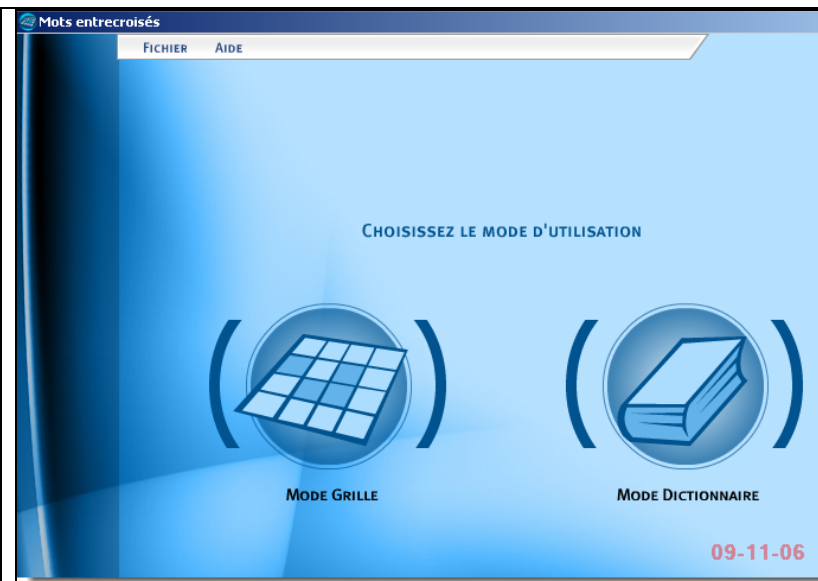 Mots entrecroisés
FICHIER AIDE
CHOISISSEZ LE MODE D'UTILISATION
MODE GRILLE MODE DICTIONNAIRE
09-11-06